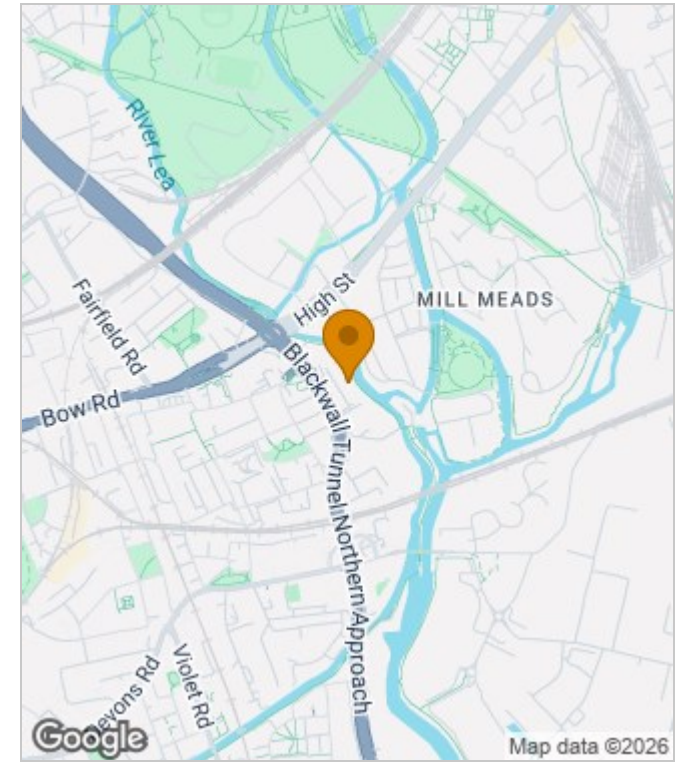 River Lea
High St
MILL MEADS
Fairfield Rd
Bow Rd
Blackwall Tunnel Northern Approach
Devons Rd
Violet Rd
Google
Map data ©2026